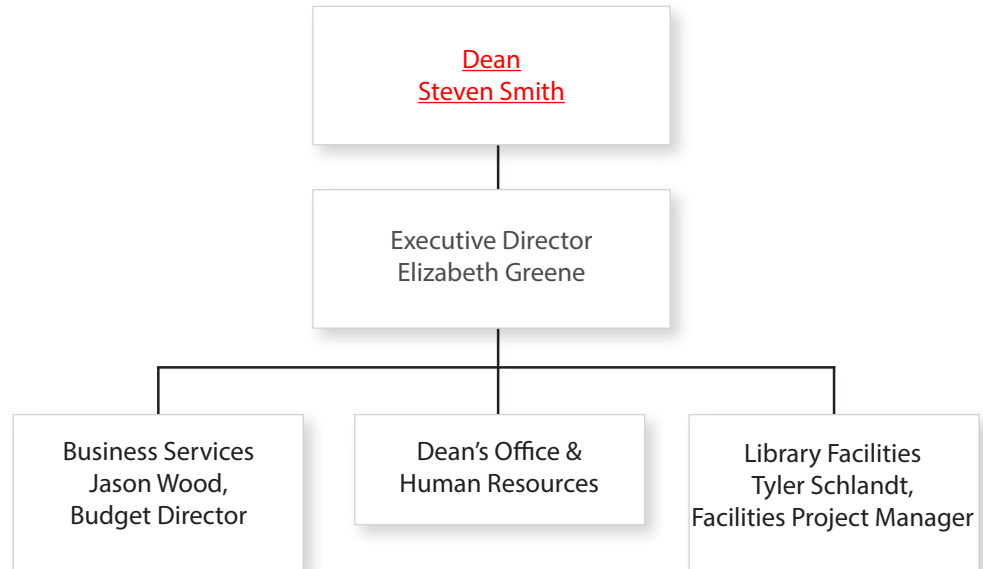 Dean
Steven Smith
Executive Director
Elizabeth Greene
Business Services
Jason Wood,
Budget Director
Dean’s Office &
Human Resources
Library Facilities
Tyler Schlandt,
Facilities Project Manager